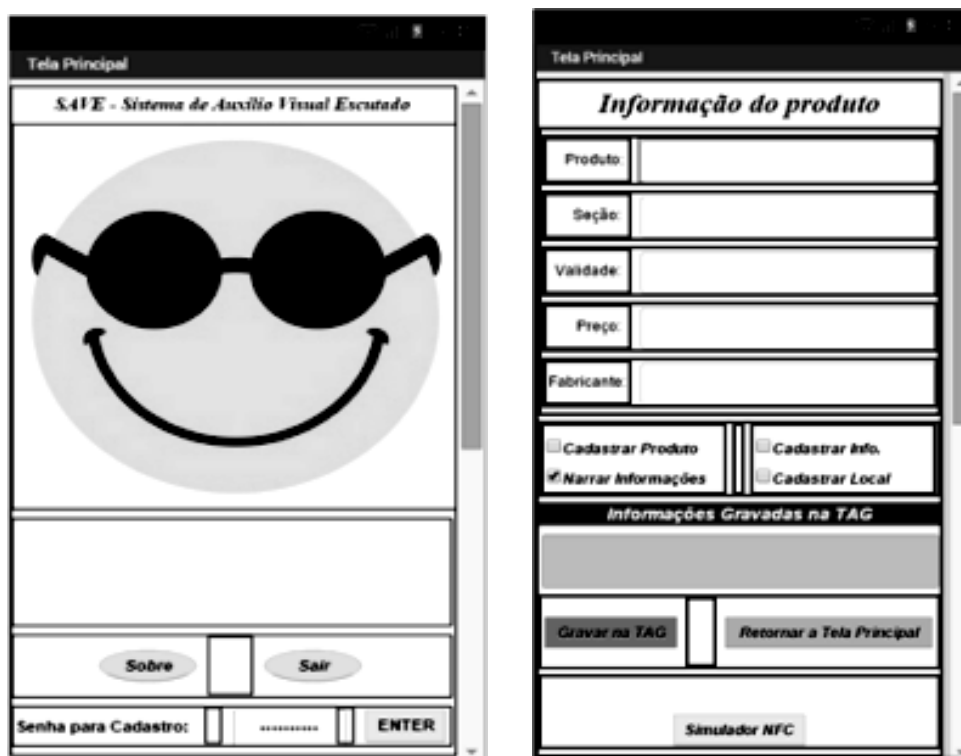 Tela Principal
SAVE - Sistema de Auxílio Visual Escutado
Sobre
Sair
Senha para Cadastro:
----------
ENTER
Tela Principal
Informação do produto
Produto:
Seção:
Validade:
Preço:
Fabricante:
Cadastrar Produto
Cadastrar Info.
Narrar Informações
Cadastrar Local
Informações Gravadas na TAG
Gravar na TAG
Retornar a Tela Principal
Simulador NFC